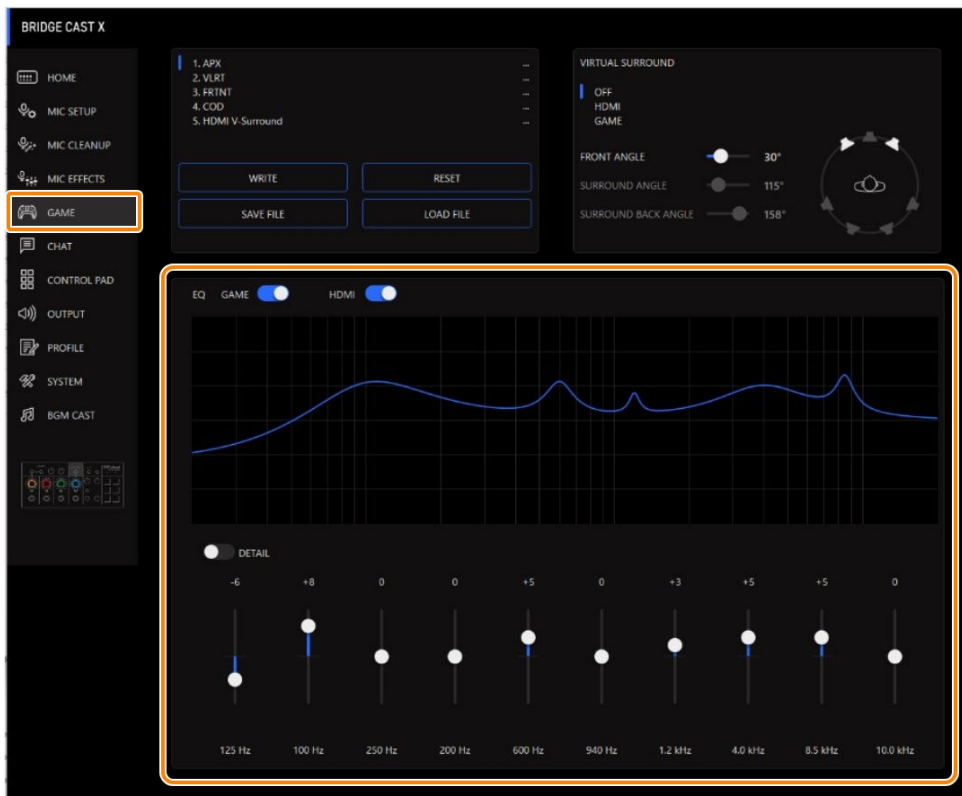 BRIDGE CAST X
HOME
MIC SETUP
MIC CLEANUP
MIC EFFECTS
GAME
CHAT
CONTROL PAD
OUTPUT
PROFILE
SYSTEM
BGM CAST
1. APX ...
2. VLRT ...
3. FRTNT ...
4. COD ...
5. HDMI V-Surround ...
WRITE RESET
SAVE FILE LOAD FILE
VIRTUAL SURROUND
OFF
HDMI
GAME
FRONT ANGLE 30°
SURROUND ANGLE 115°
SURROUND BACK ANGLE 158°
EQ GAME HDMI
DETAIL
-6 +8 0 0 +5 0 +3 +5 +5 0
125 Hz 100 Hz 250 Hz 200 Hz 600 Hz 940 Hz 1.2 kHz 4.0 kHz 8.5 kHz 10.0 kHz